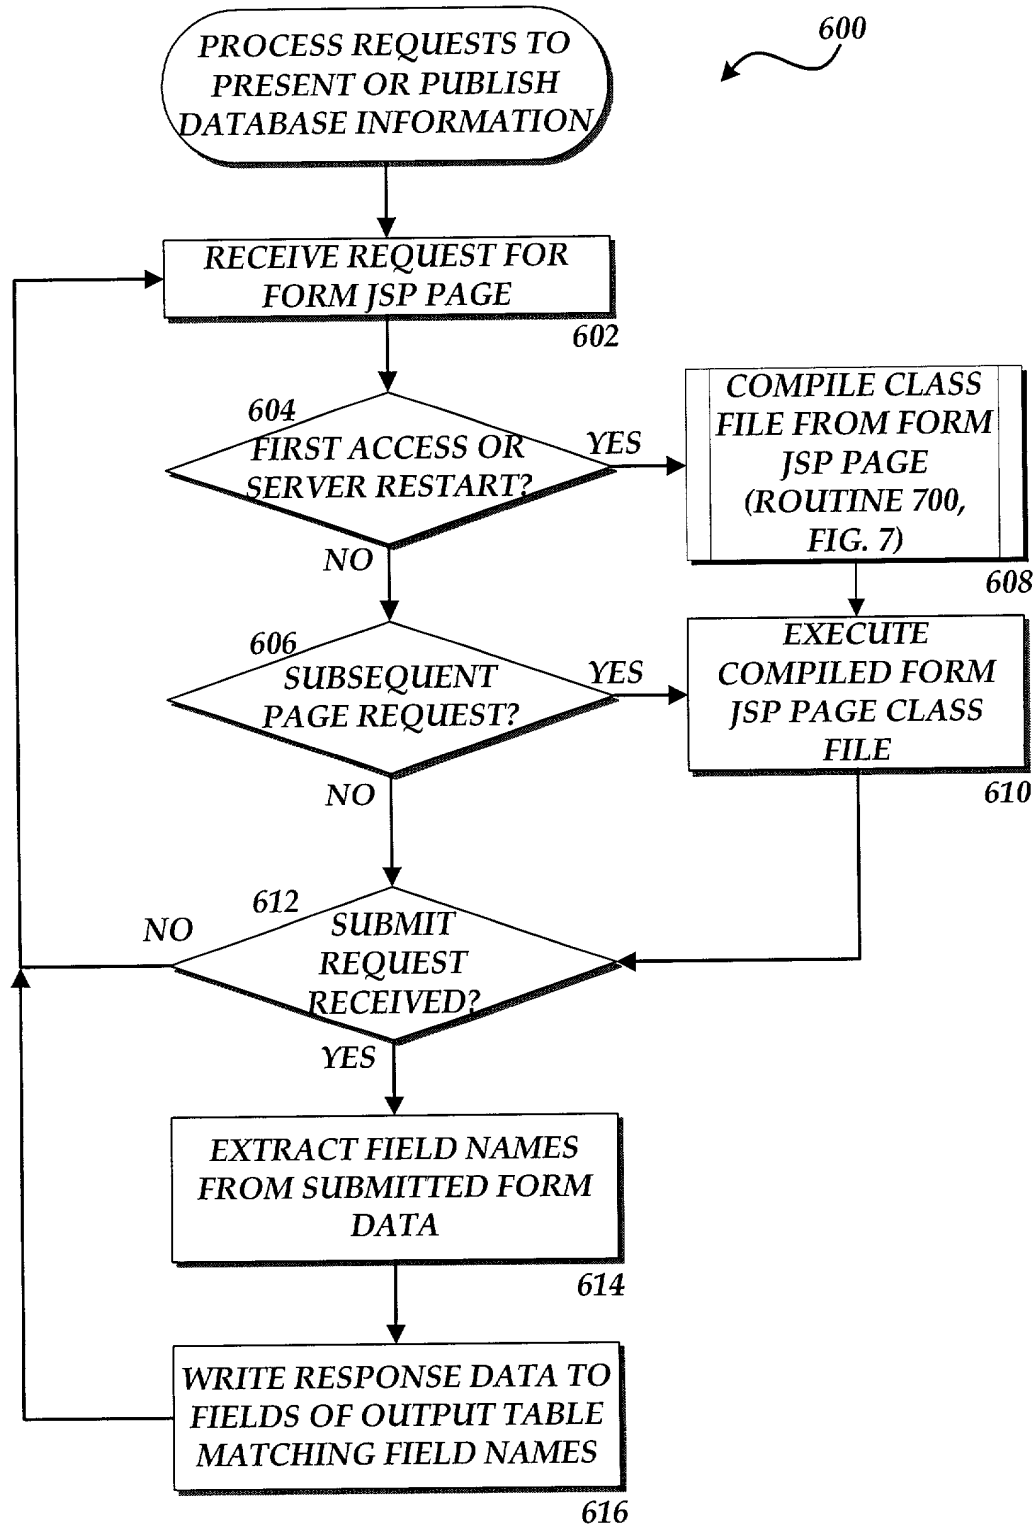 600
PROCESS REQUESTS TO
PRESENT OR PUBLISH
DATABASE INFORMATION
RECEIVE REQUEST FOR
FORM JSP PAGE
602
604
FIRST ACCESS OR
SERVER RESTART?
YES
NO
COMPILE CLASS
FILE FROM FORM
JSP PAGE
(ROUTINE 700,
FIG. 7)
608
606
SUBSEQUENT
PAGE REQUEST?
YES
NO
EXECUTE
COMPILED FORM
JSP PAGE CLASS
FILE
610
612
SUBMIT
REQUEST
RECEIVED?
NO
YES
EXTRACT FIELD NAMES
FROM SUBMITTED FORM
DATA
614
WRITE RESPONSE DATA TO
FIELDS OF OUTPUT TABLE
MATCHING FIELD NAMES
616